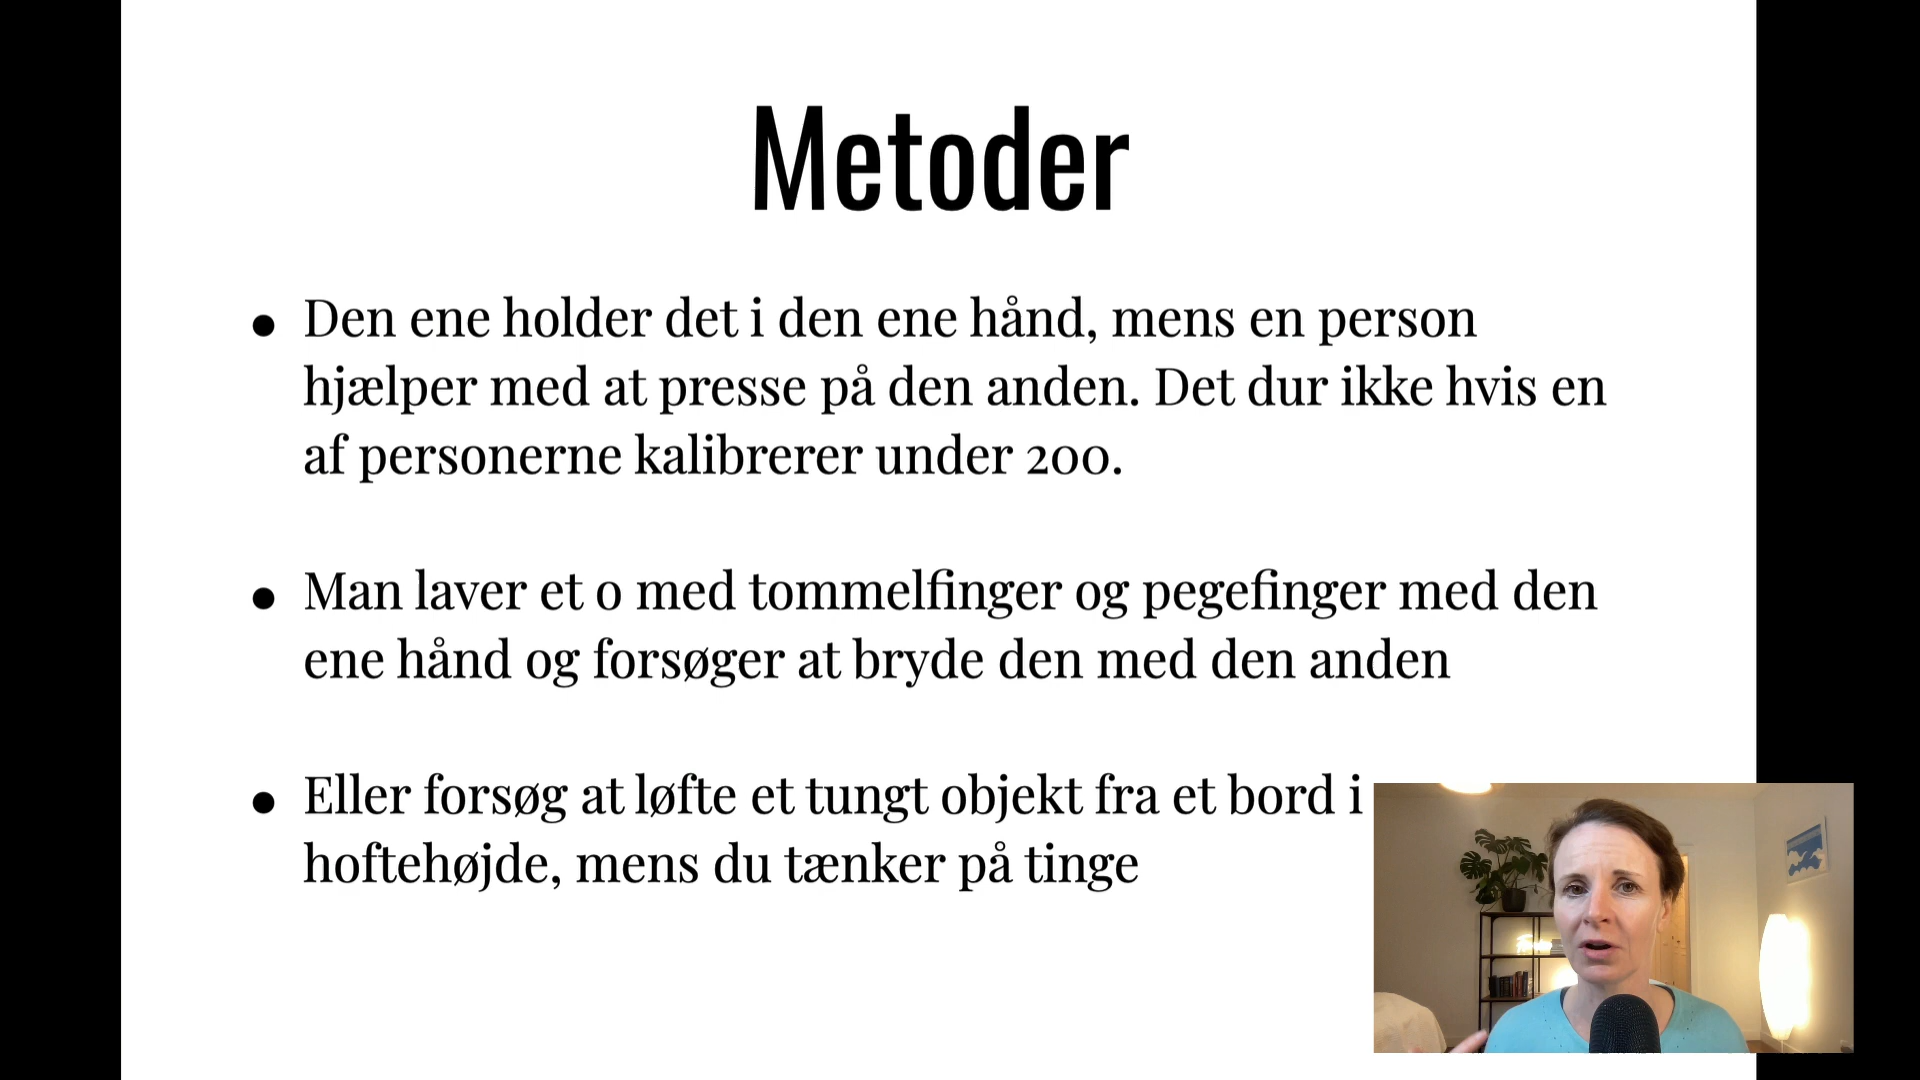 Metoder
• Den ene holder det i den ene hånd, mens en person
hjælper med at presse på den anden. Det dur ikke hvis en
af personerne kalibrerer under 200.
• Man laver et o med tommelfinger og pegefinger med den
ene hånd og forsøger at bryde den med den anden
• Eller forsøg at løfte et tungt objekt fra et bord i
hoftehøjde, mens du tænker på tinge